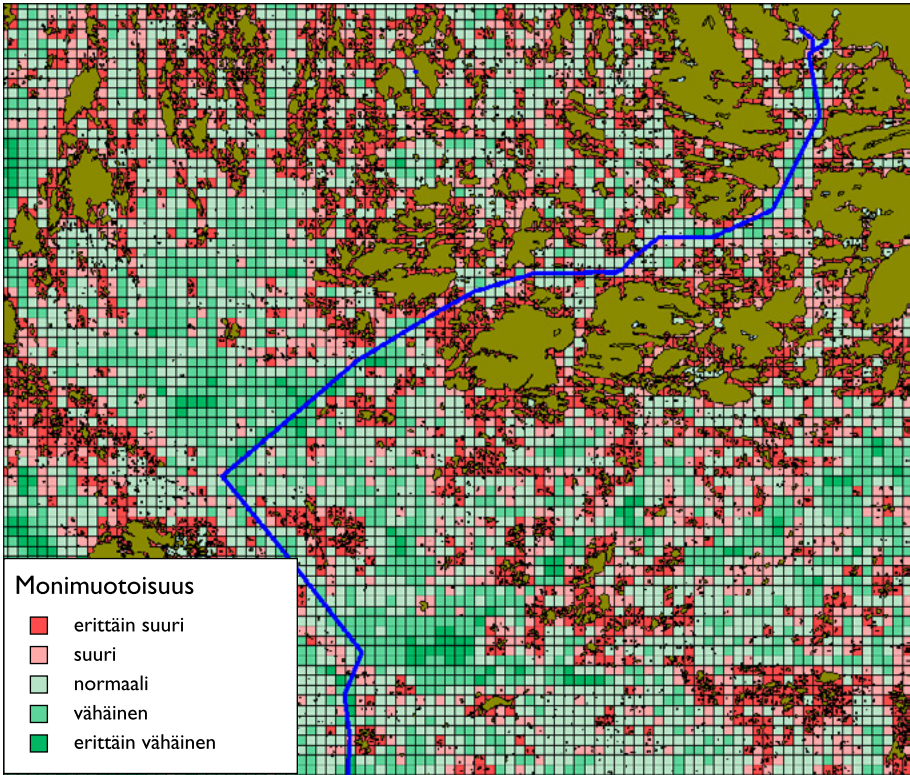 Monimuotoisuus
erittäin suuri
suuri
normaali
vähäinen
erittäin vähäinen